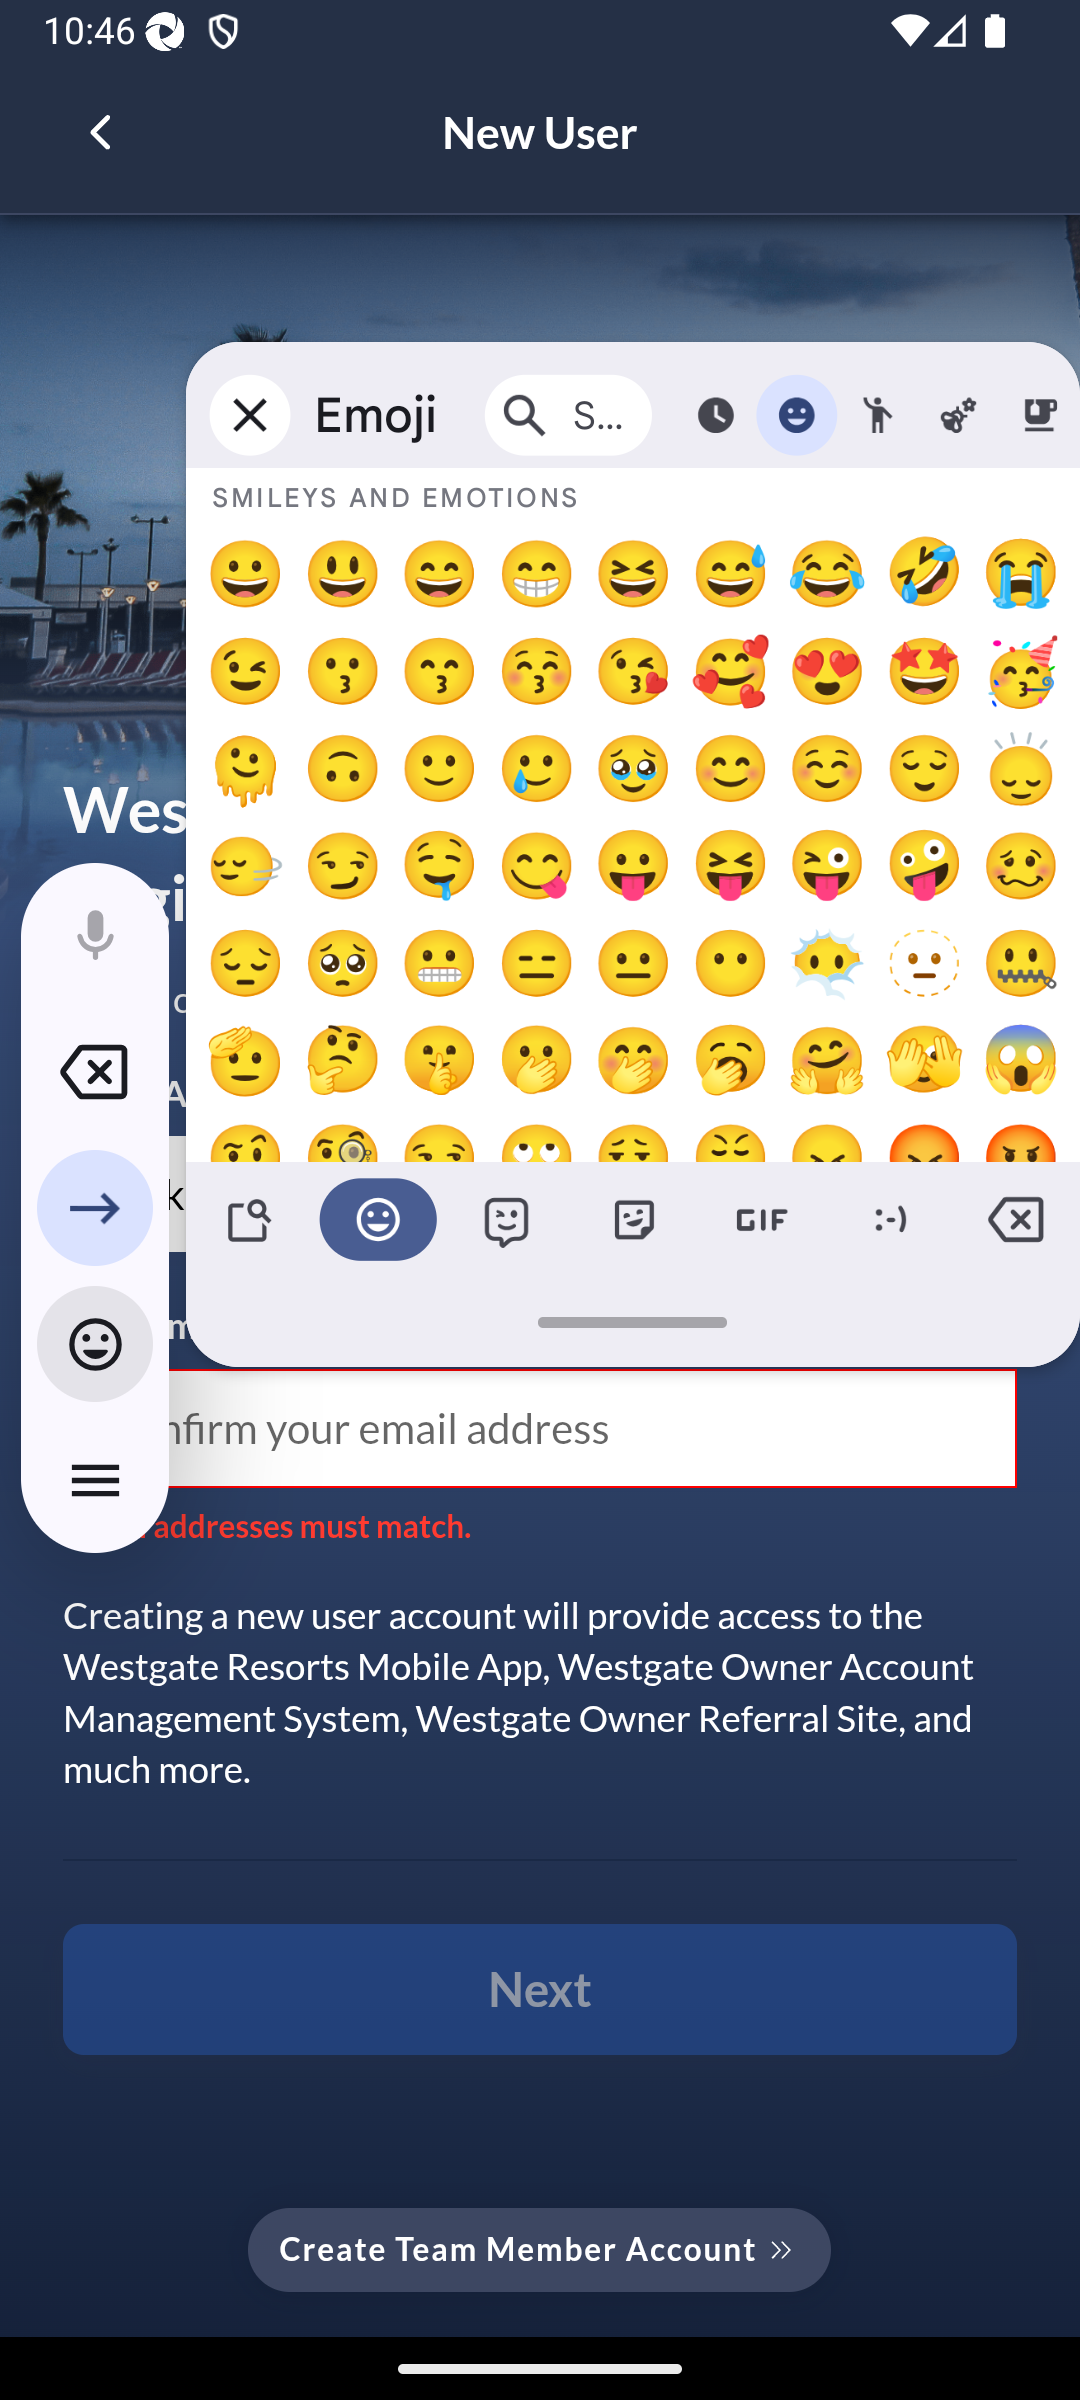 10:46
New User
Emoji
S...
SMILEYS AND EMOTIONS
Wes
GIF
:-)
nfirm your email address
addresses must match.
Creating a new user account will provide access to the
Westgate Resorts Mobile App, Westgate Owner Account
Management System, Westgate Owner Referral Site, and
much more.
Next
Create Team Member Account »